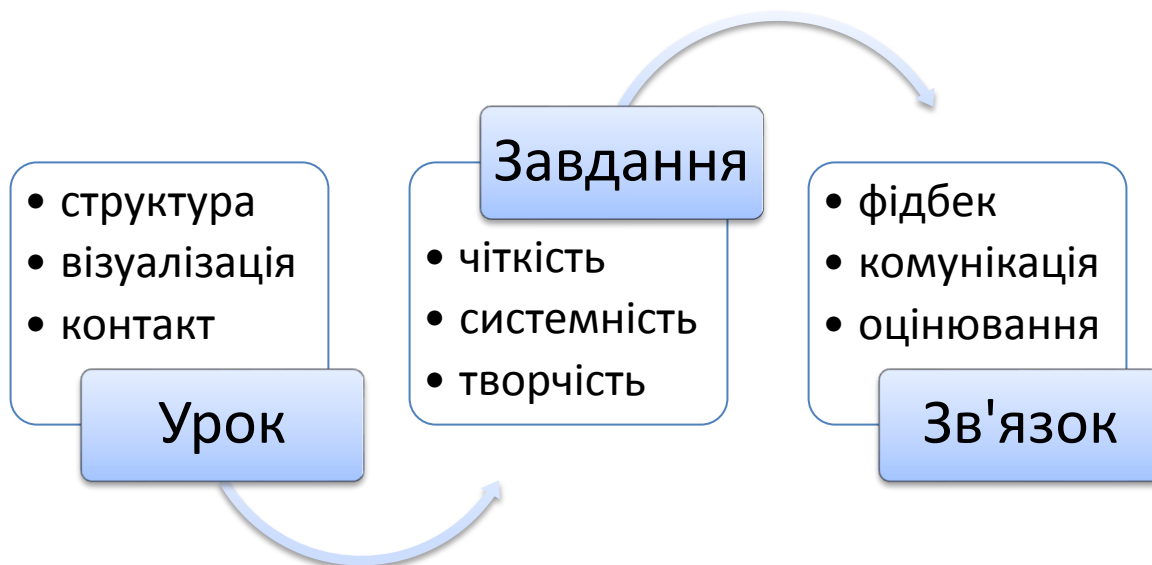 • структура
• візуалізація
• контакт
Урок
Завдання
• чіткість
• системність
• творчість
• фідбек
• комунікація
• оцінювання
Зв'язок